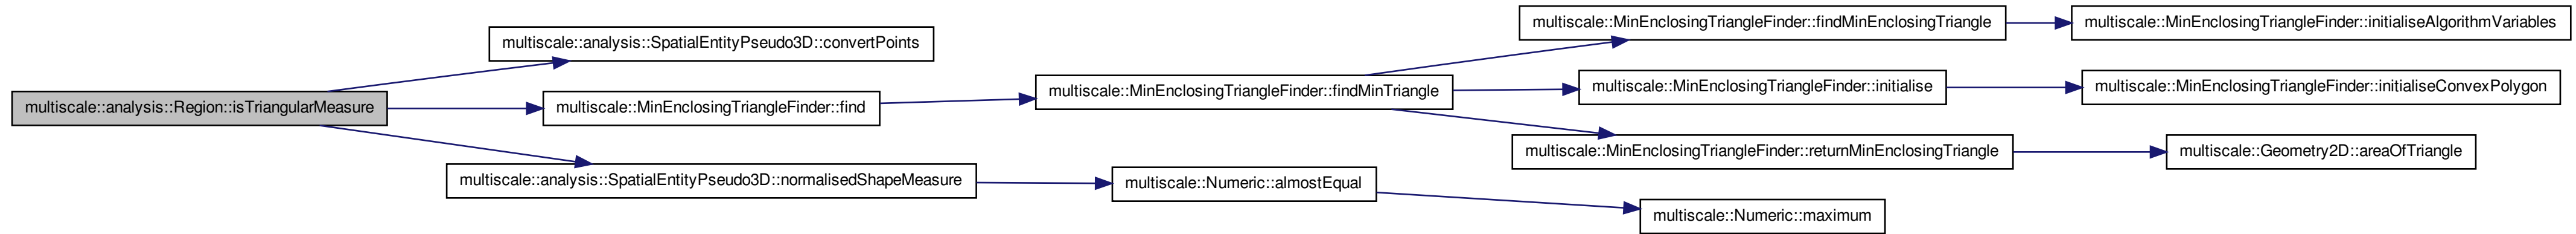 multiscale::analysis::Region::isTriangularMeasure
multiscale::analysis::SpatialEntityPseudo3D::convertPoints
multiscale::MinEnclosingTriangleFinder::find
multiscale::analysis::SpatialEntityPseudo3D::normalisedShapeMeasure
multiscale::MinEnclosingTriangleFinder::findMinTriangle
multiscale::Numeric::almostEqual
multiscale::MinEnclosingTriangleFinder::findMinEnclosingTriangle
multiscale::MinEnclosingTriangleFinder::initialise
multiscale::MinEnclosingTriangleFinder::returnMinEnclosingTriangle
multiscale::Numeric::maximum
multiscale::MinEnclosingTriangleFinder::initialiseAlgorithmVariables
multiscale::MinEnclosingTriangleFinder::initialiseConvexPolygon
multiscale::Geometry2D::areaOfTriangle